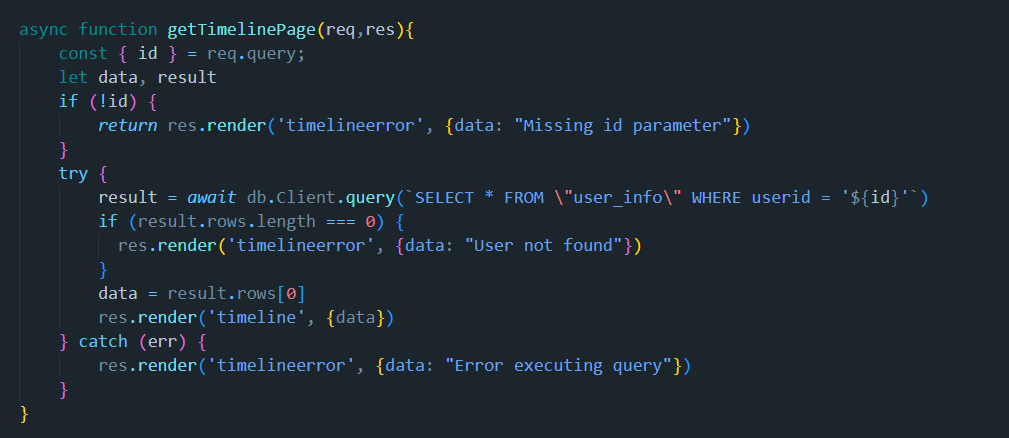 async function getTimelinePage(req,res){
    const { id } = req.query;
    let data, result
    if (!id) {
        return res.render('timelineerror', {data: "Missing id parameter"})
    }
    try {
        result = await db.Client.query(`SELECT * FROM \"user_info\" WHERE userid = '${id}'`)
        if (result.rows.length === 0) {
          res.render('timelineerror', {data: "User not found"})
        }
        data = result.rows[0]
        res.render('timeline', {data})
    } catch (err) {
        res.render('timelineerror', {data: "Error executing query"})
    }
}